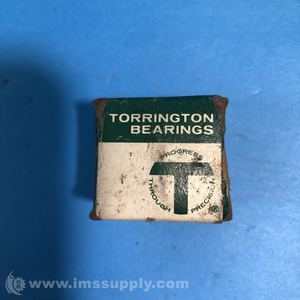 TORRINGTON
BEARINGS
PROGRESS
THROUGH PRECISION
T
®
© www.imssupply.com